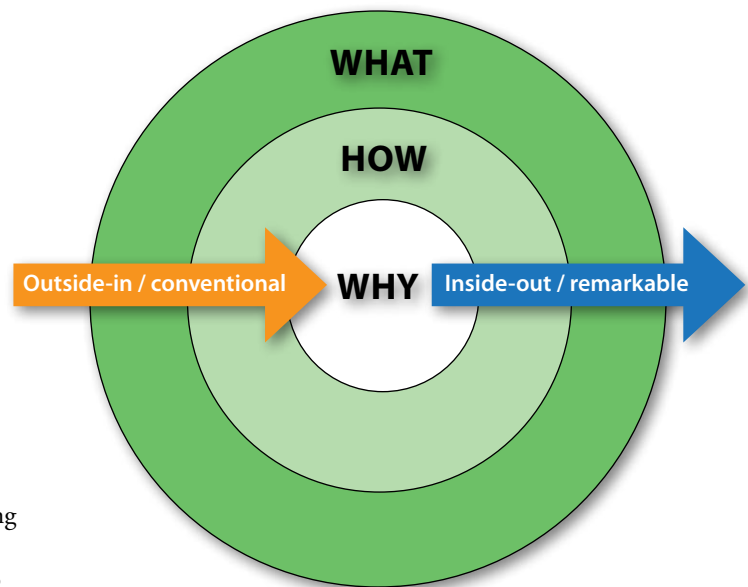 WHAT
HOW
Outside-in / conventional
WHY
Inside-out / remarkable